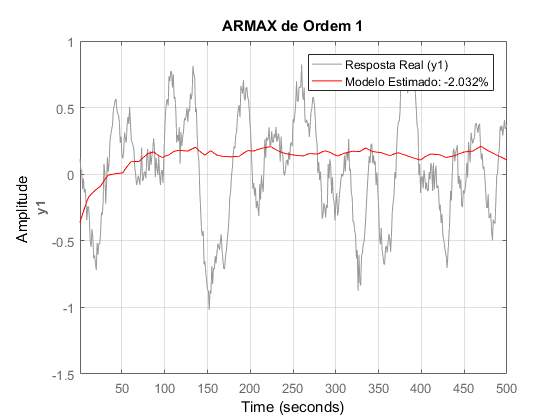 ARMAX de Ordem 1
Resposta Real (y1)
Modelo Estimado: -2.032%
Amplitude
y1
1
0.5
0
-0.5
-1
-1.5
50 100 150 200 250 300 350 400 450 500
Time (seconds)